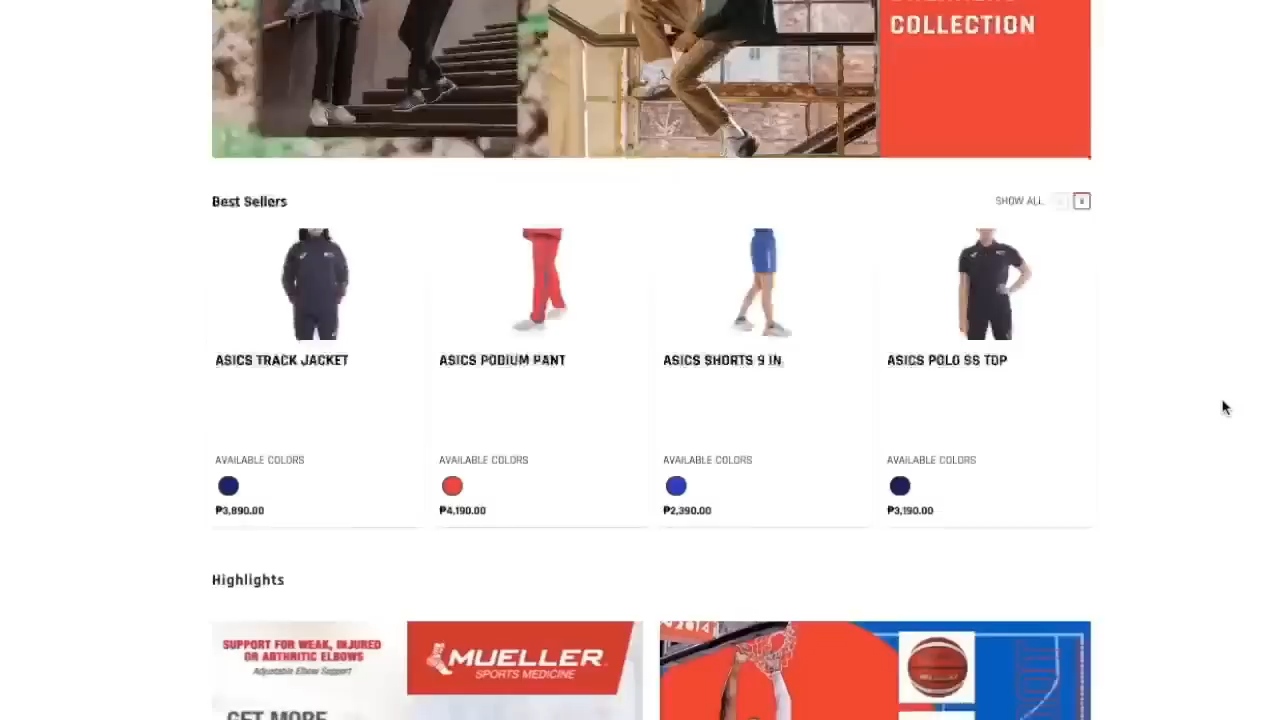 COLLECTION
Best Sellers
SHOW ALL
ASICS TRACK JACKET
ASICS PODIUM PANT
ASICS SHORTS 9 IN
ASICS POLO SS TOP
AVAILABLE COLORS
AVAILABLE COLORS
AVAILABLE COLORS
AVAILABLE COLORS
₱3,890.00
₱4,190.00
₱2,390.00
₱3,190.00
Highlights
SUPPORT FOR WEAK, INJURED
OR ARTHRITIC ELBOWS
Adjustable Elbow Support
GET MORE
MUELLER
SPORTS MEDICINE